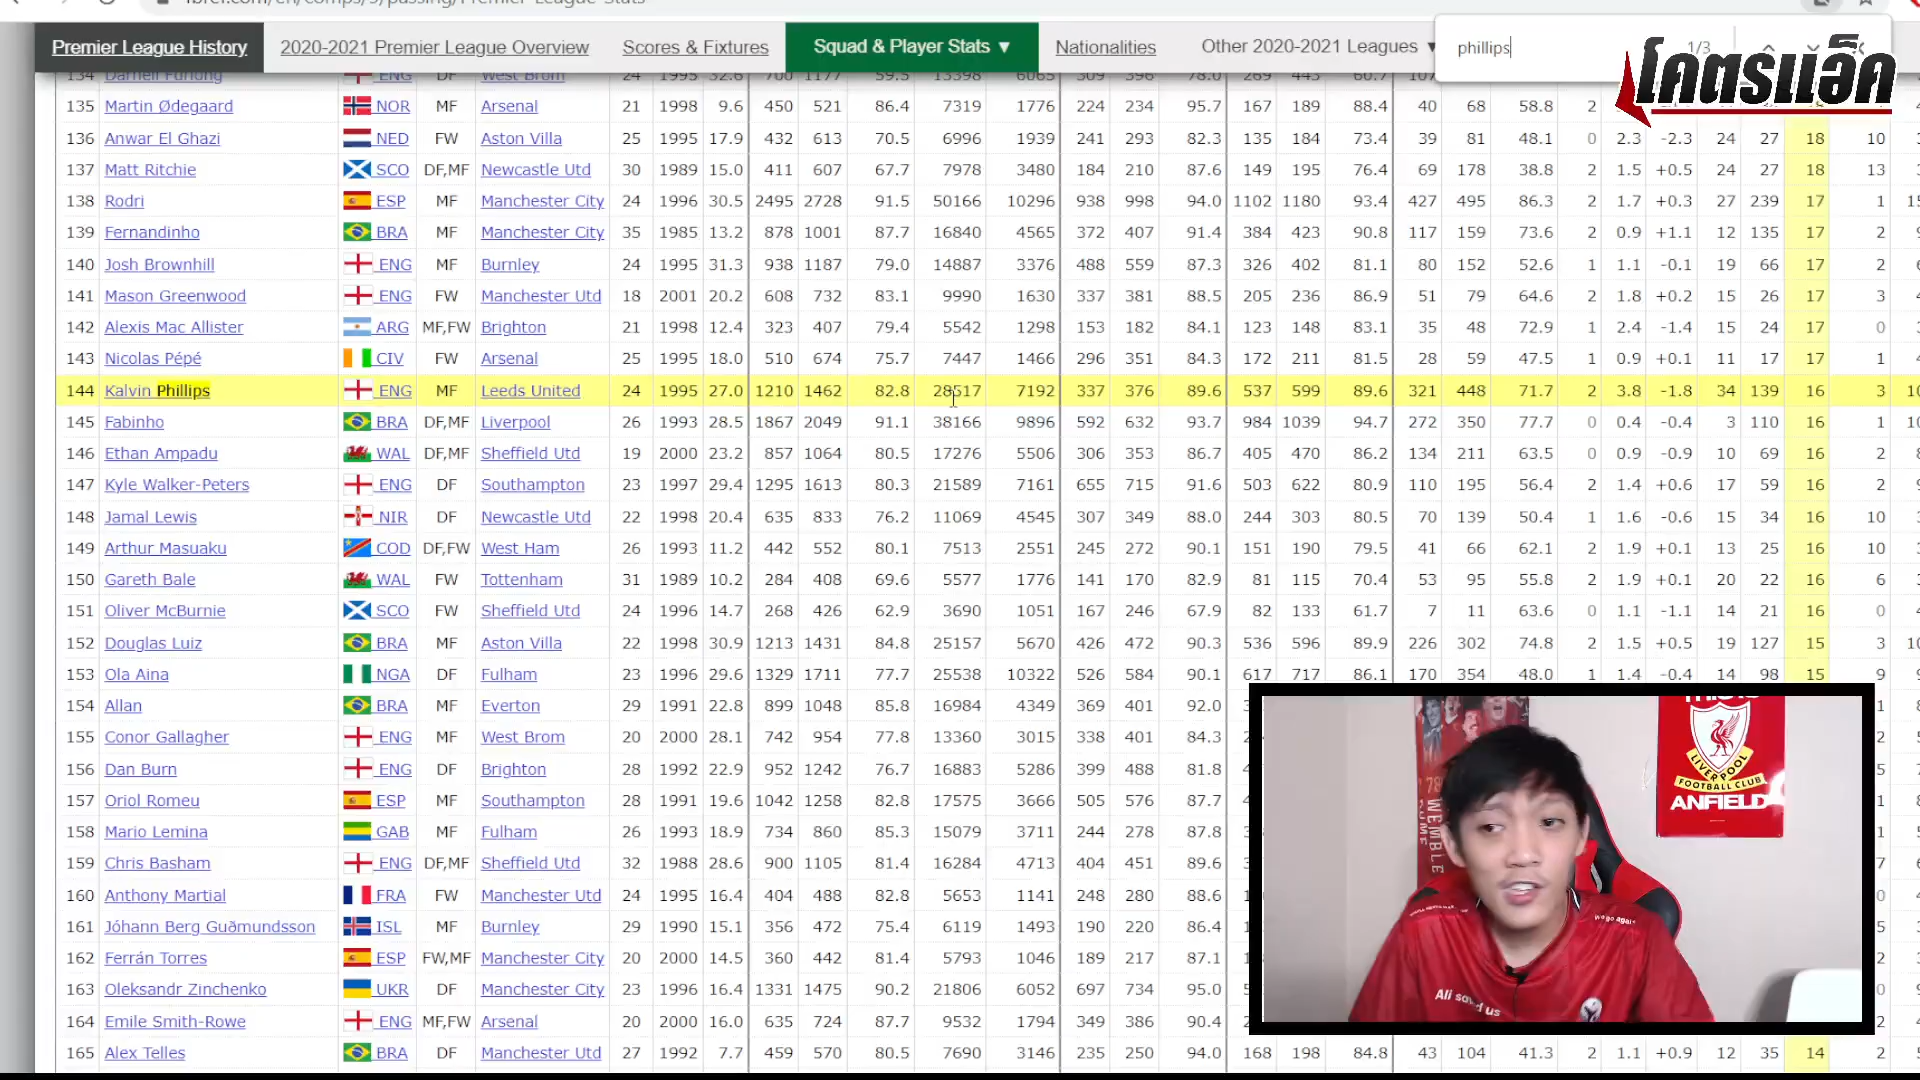 Premier League History 2020-2021 Premier League Overview Scores & Fixtures Squad & Player Stats ▼ Nationalities Other 2020-2021 Leagues
phillips 1/3
โคตรแอ็ค
134 Darnell Furlong ENG DF West Brom 24 1995 32.6 700 1177 59.5 13398 6065 309 396 78.0 269 443 60.7
135 Martin Ødegaard NOR MF Arsenal 21 1998 9.6 450 521 86.4 7319 1776 224 234 95.7 167 189 88.4 40 68 58.8 2
136 Anwar El Ghazi NED FW Aston Villa 25 1995 17.9 432 613 70.5 6996 1939 241 293 82.3 135 184 73.4 39 81 48.1 0 2.3 -2.3 24 27 18 10
137 Matt Ritchie SCO DF,MF Newcastle Utd 30 1989 15.0 411 607 67.7 7978 3480 184 210 87.6 149 195 76.4 69 178 38.8 2 1.5 +0.5 24 27 18 13
138 Rodri ESP MF Manchester City 24 1996 30.5 2495 2728 91.5 50166 10296 938 998 94.0 1102 1180 93.4 427 495 86.3 2 1.7 +0.3 27 239 17 1
139 Fernandinho BRA MF Manchester City 35 1985 13.2 878 1001 87.7 16840 4565 372 407 91.4 384 423 90.8 117 159 73.6 2 0.9 +1.1 12 135 17 2
140 Josh Brownhill ENG MF Burnley 24 1995 31.3 938 1187 79.0 14887 3376 488 559 87.3 326 402 81.1 80 152 52.6 1 1.1 -0.1 19 66 17 2
141 Mason Greenwood ENG FW Manchester Utd 18 2001 20.2 608 732 83.1 9990 1630 337 381 88.5 205 236 86.9 51 79 64.6 2 1.8 +0.2 15 26 17 3
142 Alexis Mac Allister ARG MF,FW Brighton 21 1998 12.4 323 407 79.4 5542 1298 153 182 84.1 123 148 83.1 35 48 72.9 1 2.4 -1.4 15 24 17 0
143 Nicolas Pépé CIV FW Arsenal 25 1995 18.0 510 674 75.7 7447 1466 296 351 84.3 172 211 81.5 28 59 47.5 1 0.9 +0.1 11 17 17 1
144 Kalvin Phillips ENG MF Leeds United 24 1995 27.0 1210 1462 82.8 28517 7192 337 376 89.6 537 599 89.6 321 448 71.7 2 3.8 -1.8 34 139 16 3
145 Fabinho BRA DF,MF Liverpool 26 1993 28.5 1867 2049 91.1 38166 9896 592 632 93.7 984 1039 94.7 272 350 77.7 0 0.4 -0.4 3 110 16 1
146 Ethan Ampadu WAL DF,MF Sheffield Utd 19 2000 23.2 857 1064 80.5 17276 5506 306 353 86.7 405 470 86.2 134 211 63.5 0 0.9 -0.9 10 69 16 2
147 Kyle Walker-Peters ENG DF Southampton 23 1997 29.4 1295 1613 80.3 21589 7161 655 715 91.6 503 622 80.9 110 195 56.4 2 1.4 +0.6 17 59 16 2
148 Jamal Lewis NIR DF Newcastle Utd 22 1998 20.4 635 833 76.2 11069 4545 307 349 88.0 244 303 80.5 70 139 50.4 1 1.6 -0.6 15 34 16 10
149 Arthur Masuaku COD DF,FW West Ham 26 1993 11.2 442 552 80.1 7513 2551 245 272 90.1 151 190 79.5 41 66 62.1 2 1.9 +0.1 13 25 16 10
150 Gareth Bale WAL FW Tottenham 31 1989 10.2 284 408 69.6 5577 1776 141 170 82.9 81 115 70.4 53 95 55.8 2 1.9 +0.1 20 22 16 6
151 Oliver McBurnie SCO FW Sheffield Utd 24 1996 14.7 268 426 62.9 3690 1051 167 246 67.9 82 133 61.7 7 11 63.6 0 1.1 -1.1 14 21 16 0
152 Douglas Luiz BRA MF Aston Villa 22 1998 30.9 1213 1431 84.8 25157 5670 426 472 90.3 536 596 89.9 226 302 74.8 2 1.5 +0.5 19 127 15 3
153 Ola Aina NGA DF Fulham 23 1996 29.6 1329 1711 77.7 25538 10322 526 584 90.1 617 717 86.1 170 354 48.0 1 1.4 -0.4 14 98 15 9
154 Allan BRA MF Everton 29 1991 22.8 899 1048 85.8 16984 4349 369 401 92.0
155 Conor Gallagher ENG MF West Brom 20 2000 28.1 742 954 77.8 13360 3015 338 401 84.3
156 Dan Burn ENG DF Brighton 28 1992 22.9 952 1242 76.7 16883 5286 399 488 81.8
157 Oriol Romeu ESP MF Southampton 28 1991 19.6 1042 1258 82.8 17575 3666 505 576 87.7
158 Mario Lemina GAB MF Fulham 26 1993 18.9 734 860 85.3 15079 3711 244 278 87.8
159 Chris Basham ENG DF,MF Sheffield Utd 32 1988 28.6 900 1105 81.4 16284 4713 404 451 89.6
160 Anthony Martial FRA FW Manchester Utd 24 1995 16.4 404 488 82.8 5653 1141 248 280 88.6
161 Jóhann Berg Guðmundsson ISL MF Burnley 29 1990 15.1 356 472 75.4 6119 1493 190 220 86.4
162 Ferrán Torres ESP FW,MF Manchester City 20 2000 14.5 360 442 81.4 5793 1046 189 217 87.1
163 Oleksandr Zinchenko UKR DF Manchester City 23 1996 16.4 1331 1475 90.2 21806 6052 697 734 95.0
164 Emile Smith-Rowe ENG MF,FW Arsenal 20 2000 16.0 635 724 87.7 9532 1794 349 386 90.4
165 Alex Telles BRA DF Manchester Utd 27 1992 7.7 459 570 80.5 7690 3146 235 250 94.0 168 198 84.8 43 104 41.3 2 1.1 +0.9 12 35 14 2
LIVERPOOL
FOOTBALL CLUB
ANFIELD
WEMBLE
we go again
Ali saved us